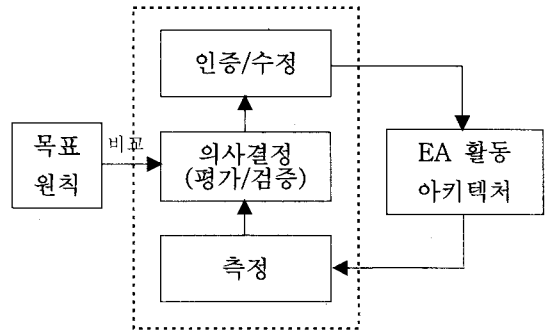 인증/수정
목표
원칙
비교
의사결정
(평가/검증)
EA 활동
아키텍처
측정